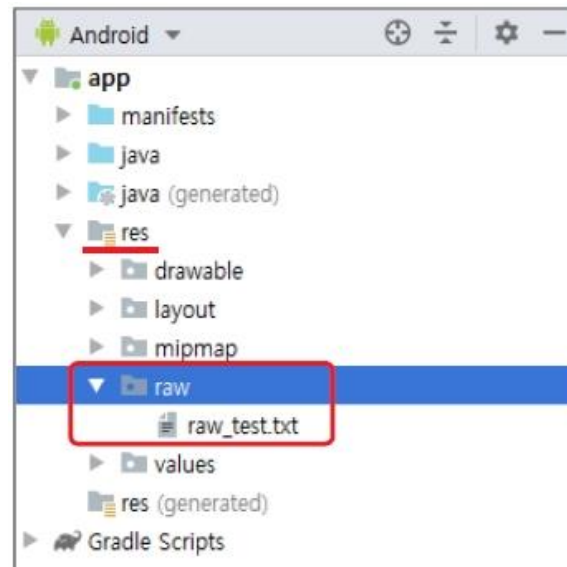 Android
app
manifests
java
java (generated)
res
drawable
layout
mipmap
raw
raw_test.txt
values
res (generated)
Gradle Scripts